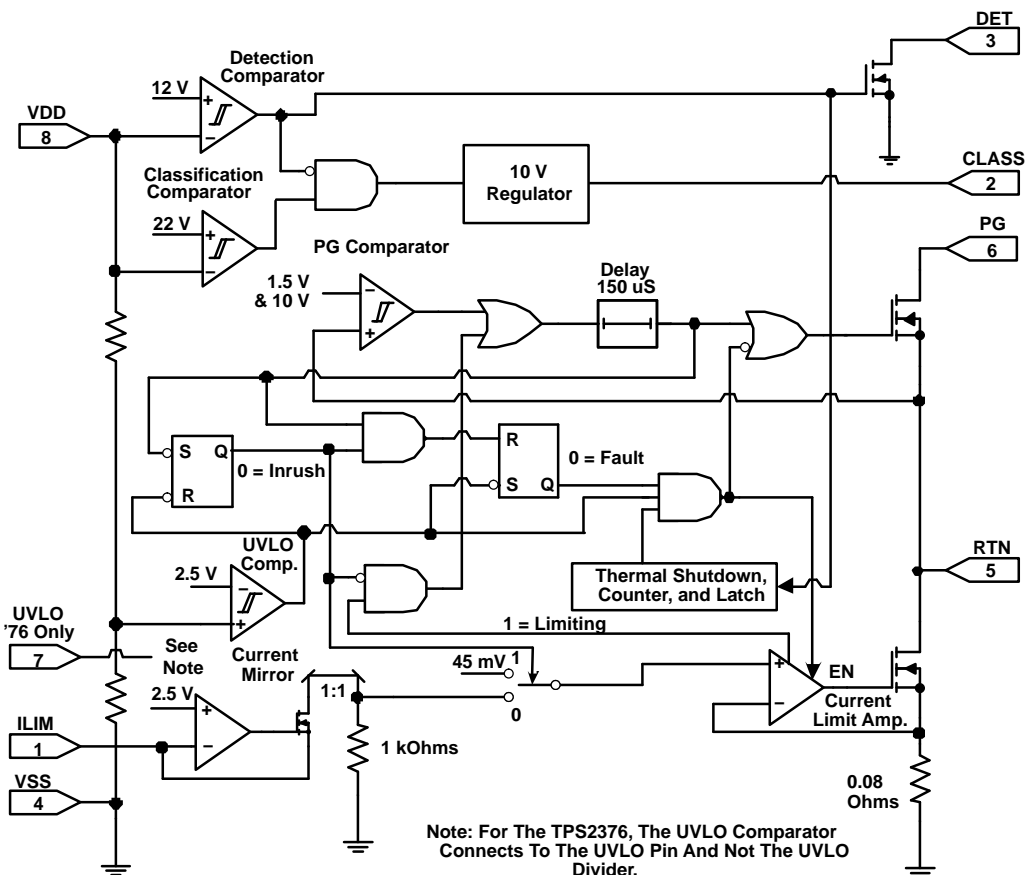 DET
3
Detection
Comparator
12 V
+
−
VDD
8
CLASS
2
10 V
Regulator
Classification
Comparator
22 V
+
−
PG
6
PG Comparator
1.5 V
& 10 V
−
+
Delay
150 uS
S
Q
R
0 = Inrush
R
S
Q
0 = Fault
UVLO
Comp.
2.5 V
−
+
RTN
5
Thermal Shutdown,
Counter, and Latch
UVLO
'76 Only
7
See
Note
1 = Limiting
Current
Mirror
1:1
45 mV
1
0
+
−
EN
Current
Limit Amp.
2.5 V
+
−
ILIM
1
1 kOhms
VSS
4
0.08
Ohms
Note: For The TPS2376, The UVLO Comparator
Connects To The UVLO Pin And Not The UVLO
Divider.